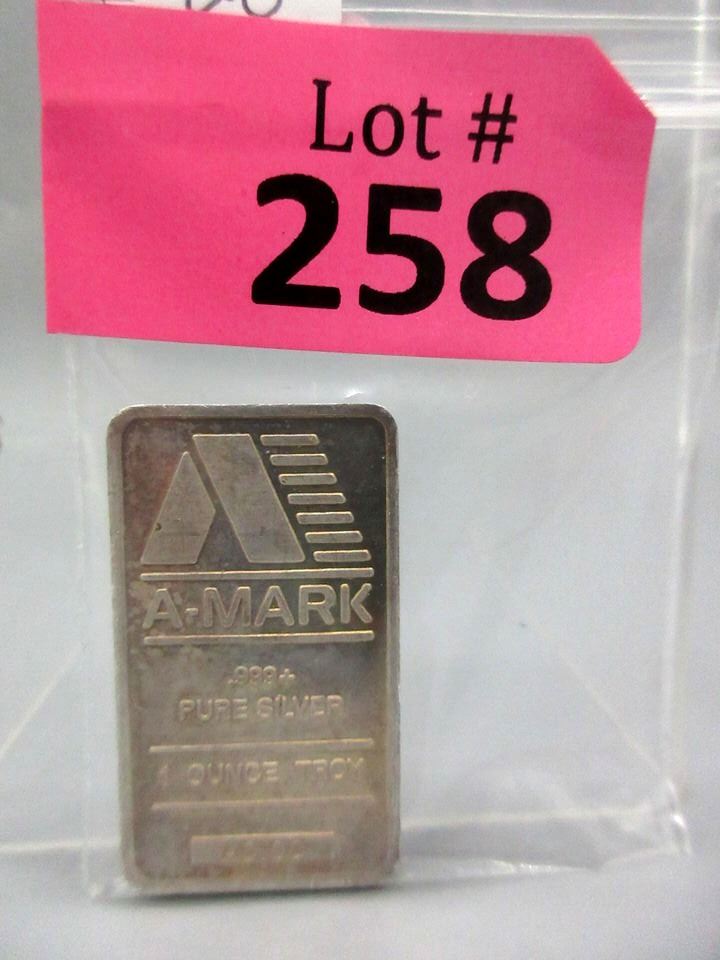 Lot #
258
A-MARK
.999+
PURE SILVER
1 OUNCE TROY